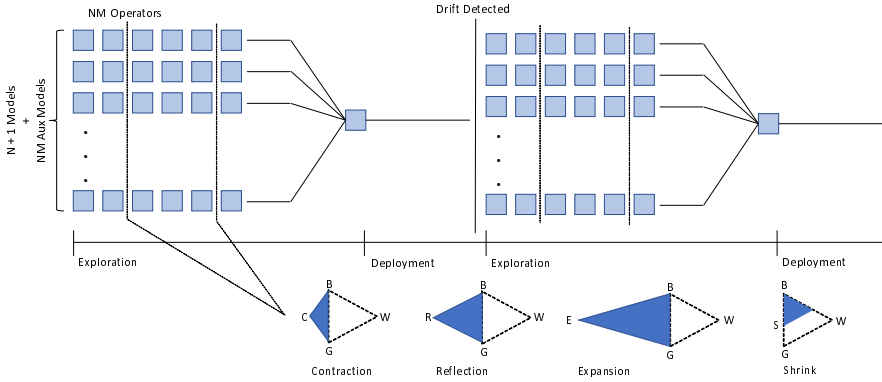 Drift Detected
NM Operators
N + 1 Models
+
NM Aux Models
Exploration
Deployment
Exploration
Deployment
B
C
W
G
Contraction
B
R
W
G
Reflection
B
E
W
G
Expansion
B
S
W
G
Shrink